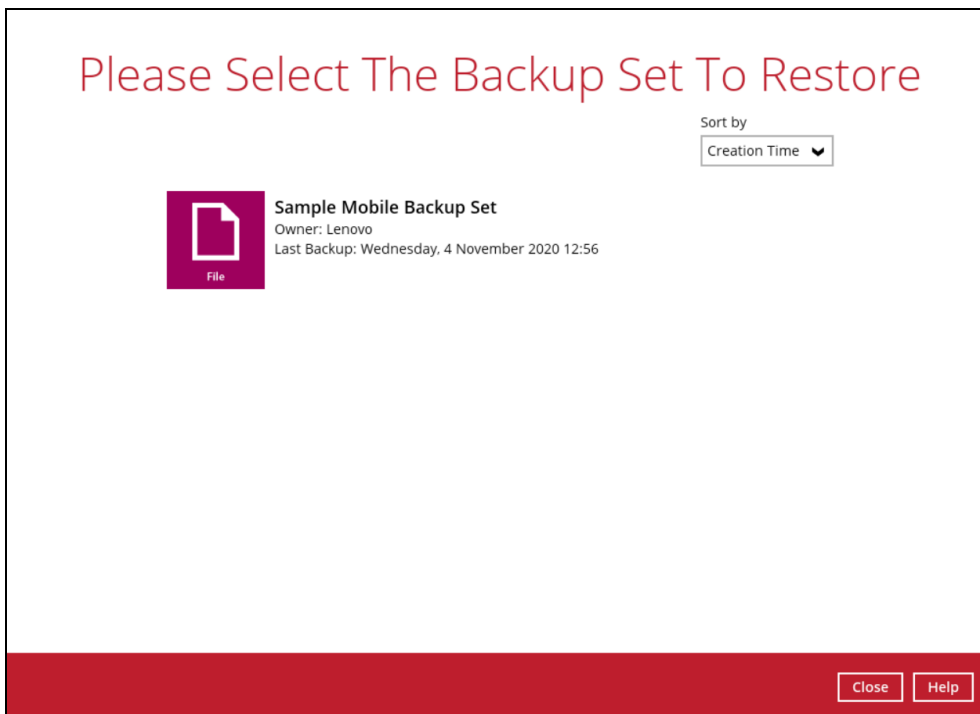 Please Select The Backup Set To Restore
Sort by
Creation Time
Sample Mobile Backup Set
Owner: Lenovo
Last Backup: Wednesday, 4 November 2020 12:56
File
Close
Help